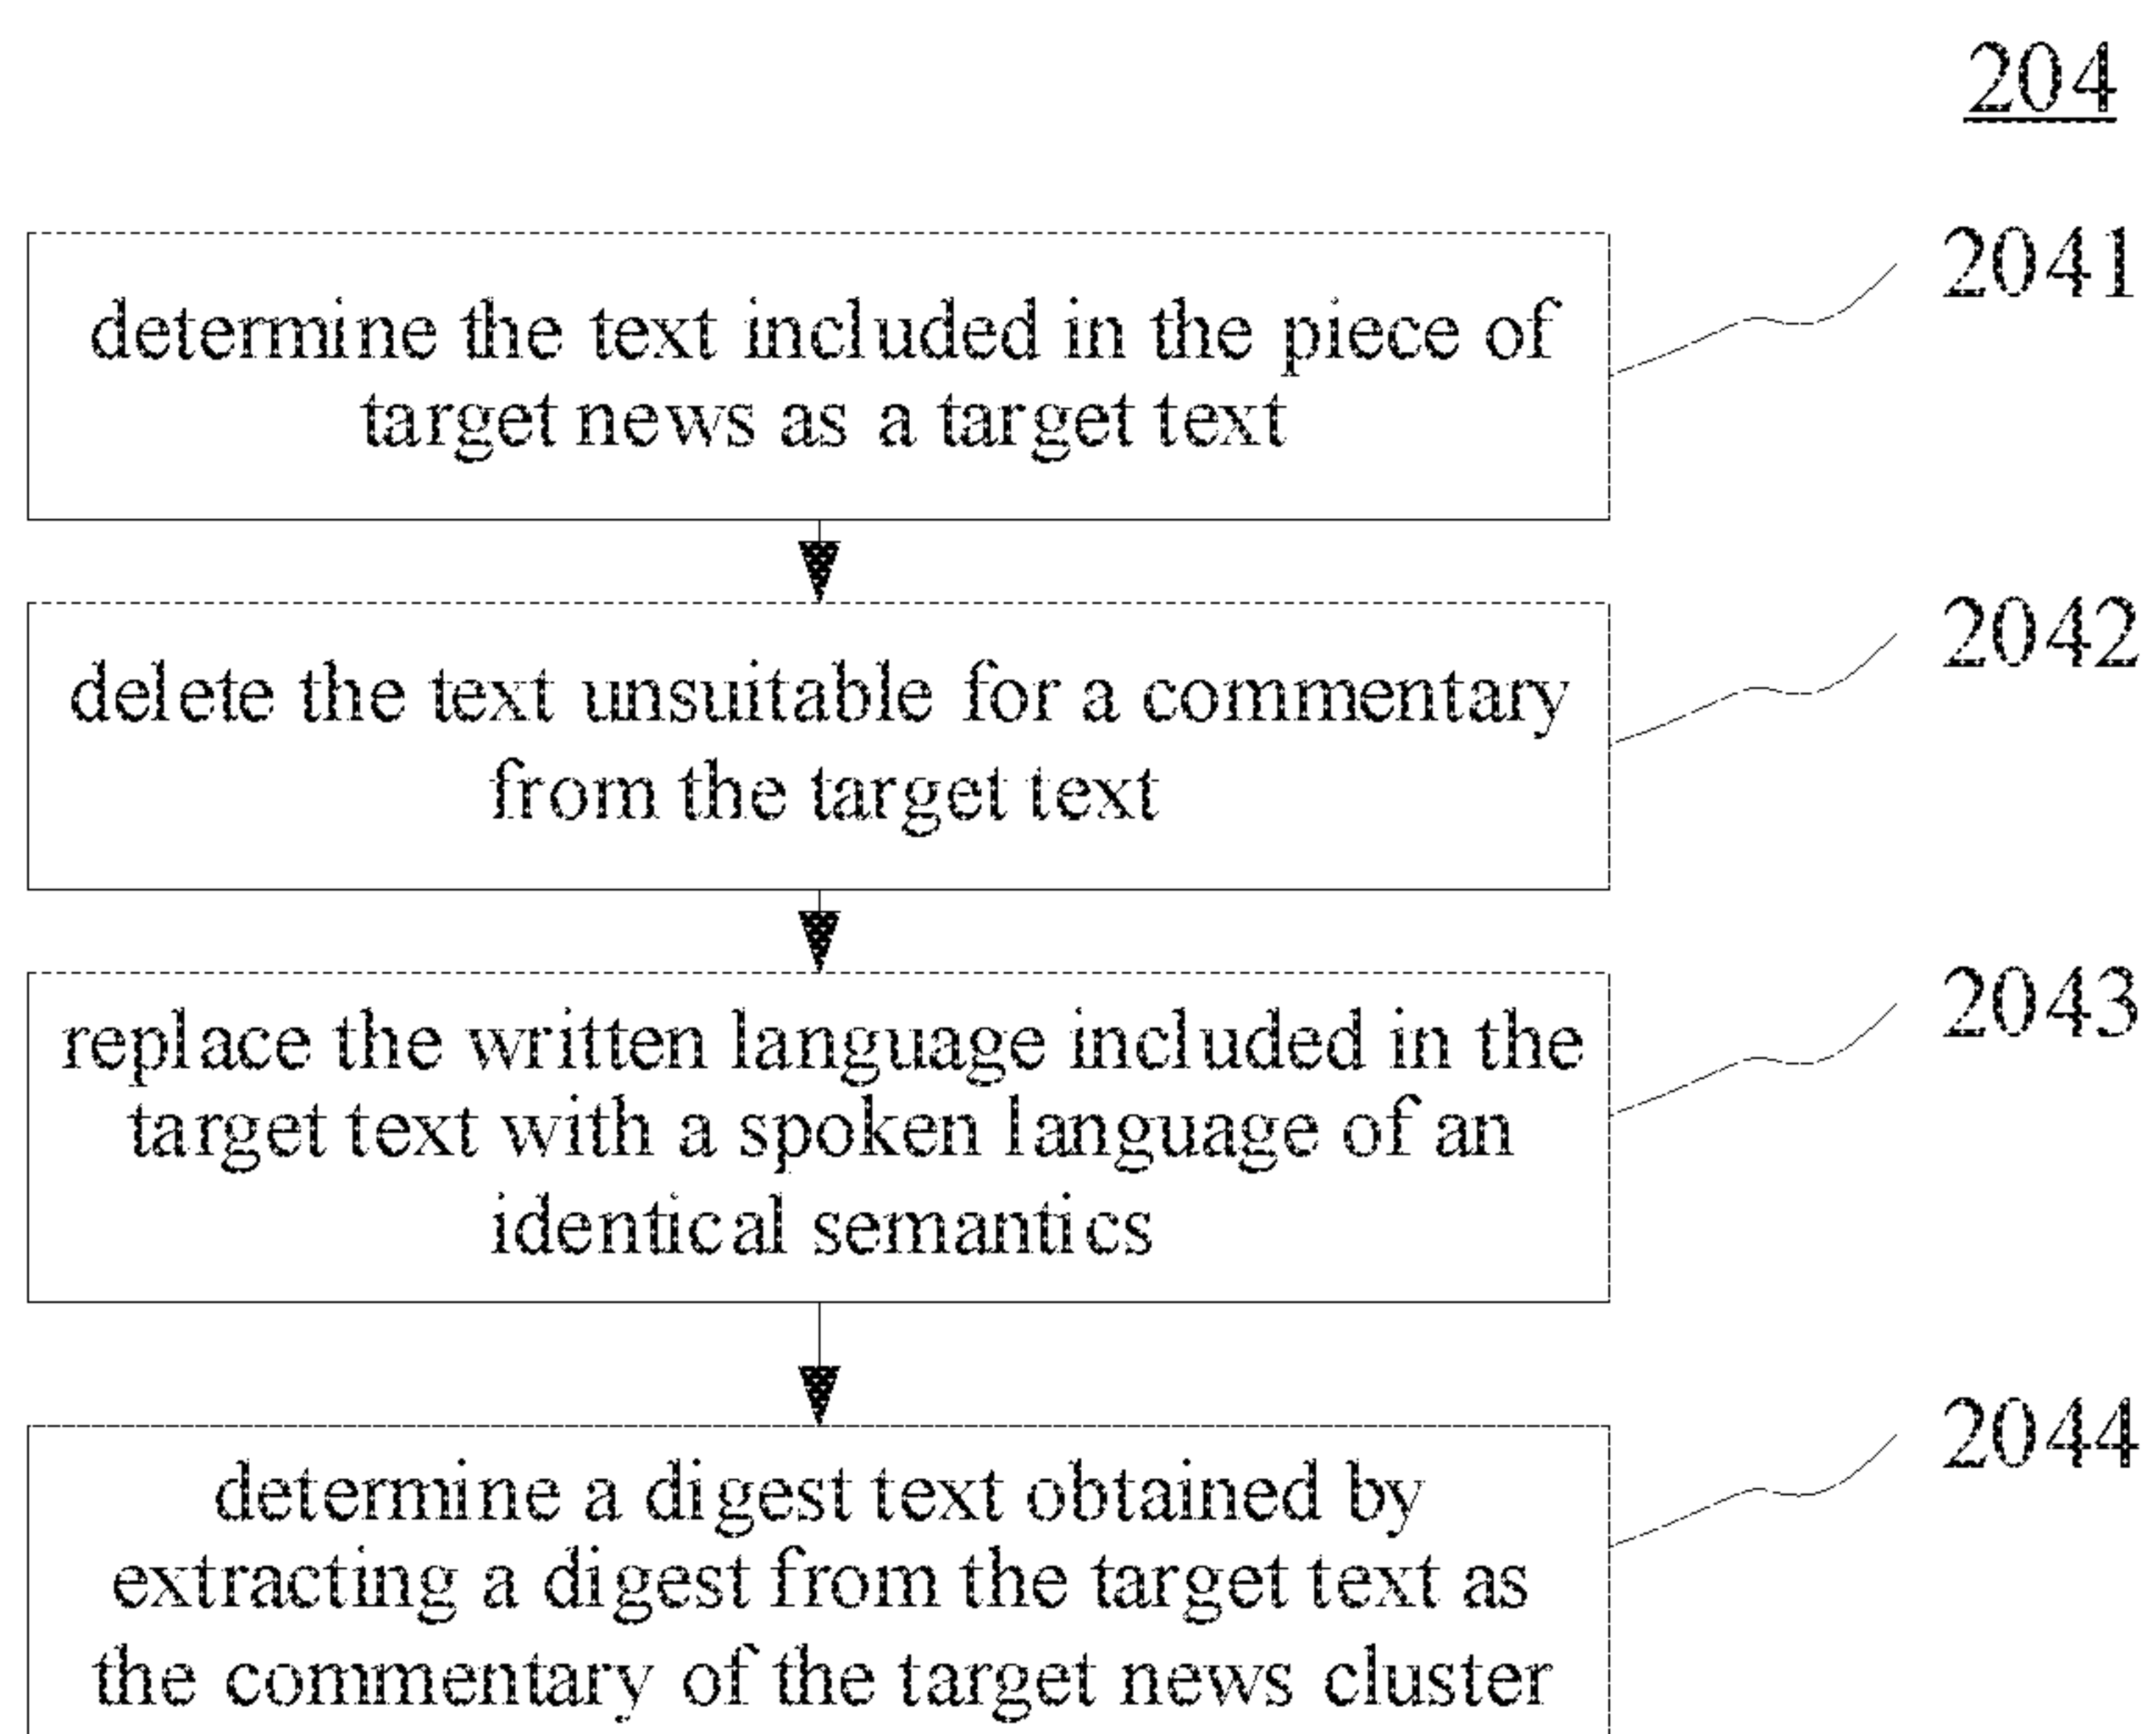 204
2041
determine the text included in the piece of
target news as a target text
2042
delete the text unsuitable for a commentary
from the target text
2043
replace the written language included in the
target text with a spoken language of an
identical semantics
2044
determine a digest text obtained by
extracting a digest from the target text as
the commentary of the target news cluster